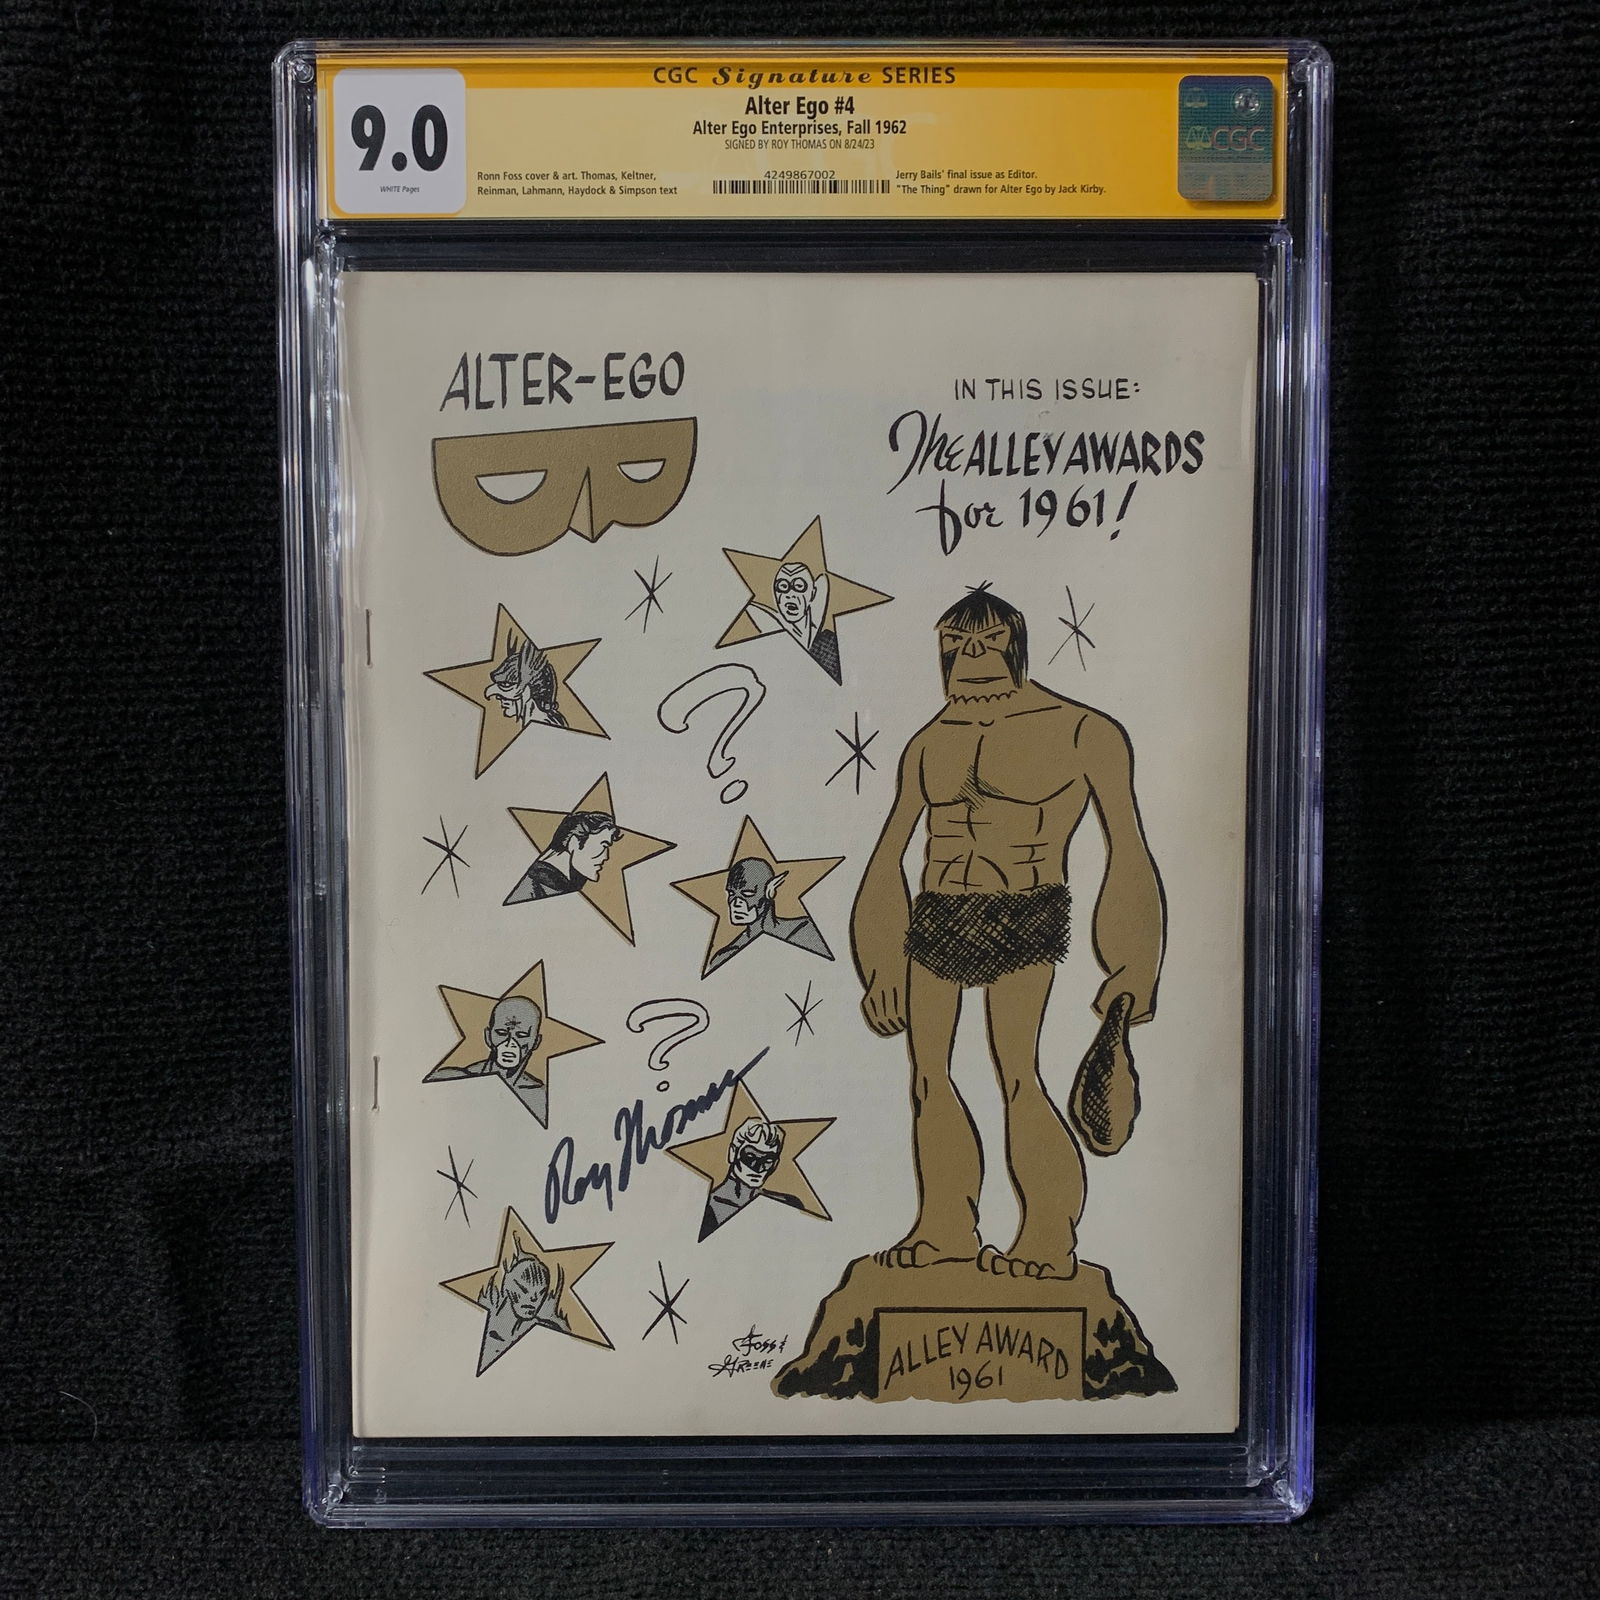 CGC Signature SERIES
Alter Ego #4
Alter Ego Enterprises, Fall 1962
SIGNED BY ROY THOMAS ON 8/24/23
9.0
WHITE Pages
Ronn Foss cover & art. Thomas, Keltner,
Reinman, Lahmann, Haydock & Simpson text
4249867002
Jerry Bails' final issue as Editor.
"The Thing" drawn for Alter Ego by Jack Kirby.
CGC
ALTER-EGO
IN THIS ISSUE:
The ALLEY AWARDS
for 1961!
?
?
Roy Thomas
FOSS &
GREENE
ALLEY AWARD
1961